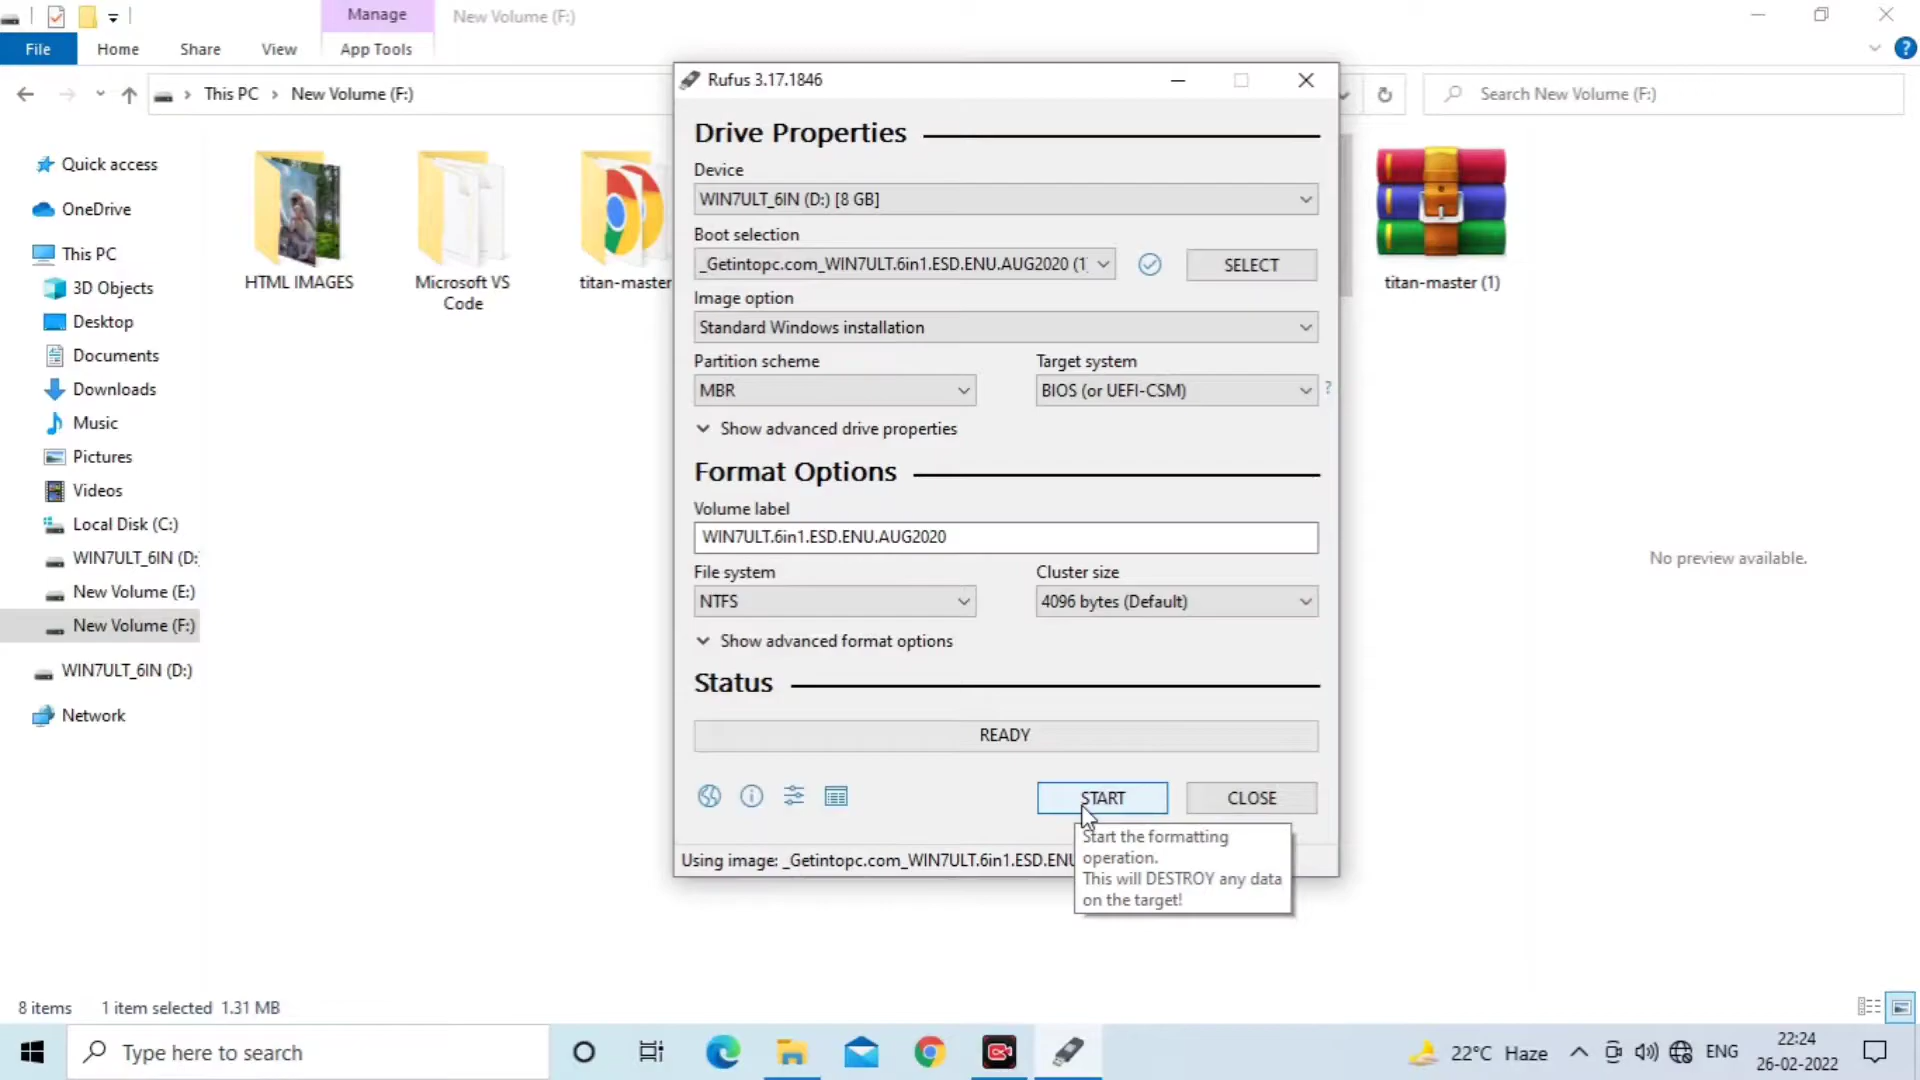 Manage
New Volume (F:)
File
Home
Share
View
App Tools
This PC
New Volume (F:)
Search New Volume (F:)
Quick access
OneDrive
This PC
3D Objects
Desktop
Documents
Downloads
Music
Pictures
Videos
Local Disk (C:)
WIN7ULT_6IN (D:
New Volume (E:)
New Volume (F:)
WIN7ULT_6IN (D:)
Network
HTML IMAGES
Microsoft VS
Code
titan-master
titan-master (1)
No preview available.
Rufus 3.17.1846
Drive Properties
Device
WIN7ULT_6IN (D:) [8 GB]
Boot selection
_Getintopc.com_WIN7ULT.6in1.ESD.ENU.AUG2020 (1)
SELECT
Image option
Standard Windows installation
Partition scheme
Target system
MBR
BIOS (or UEFI-CSM)
?
Show advanced drive properties
Format Options
Volume label
WIN7ULT.6in1.ESD.ENU.AUG2020
File system
Cluster size
NTFS
4096 bytes (Default)
Show advanced format options
Status
READY
START
CLOSE
Using image: _Getintopc.com_WIN7ULT.6in1.ESD.ENU
Start the formatting
operation.
This will DESTROY any data
on the target!
8 items
1 item selected 1.31 MB
Type here to search
22°C Haze
ENG
22:24
26-02-2022